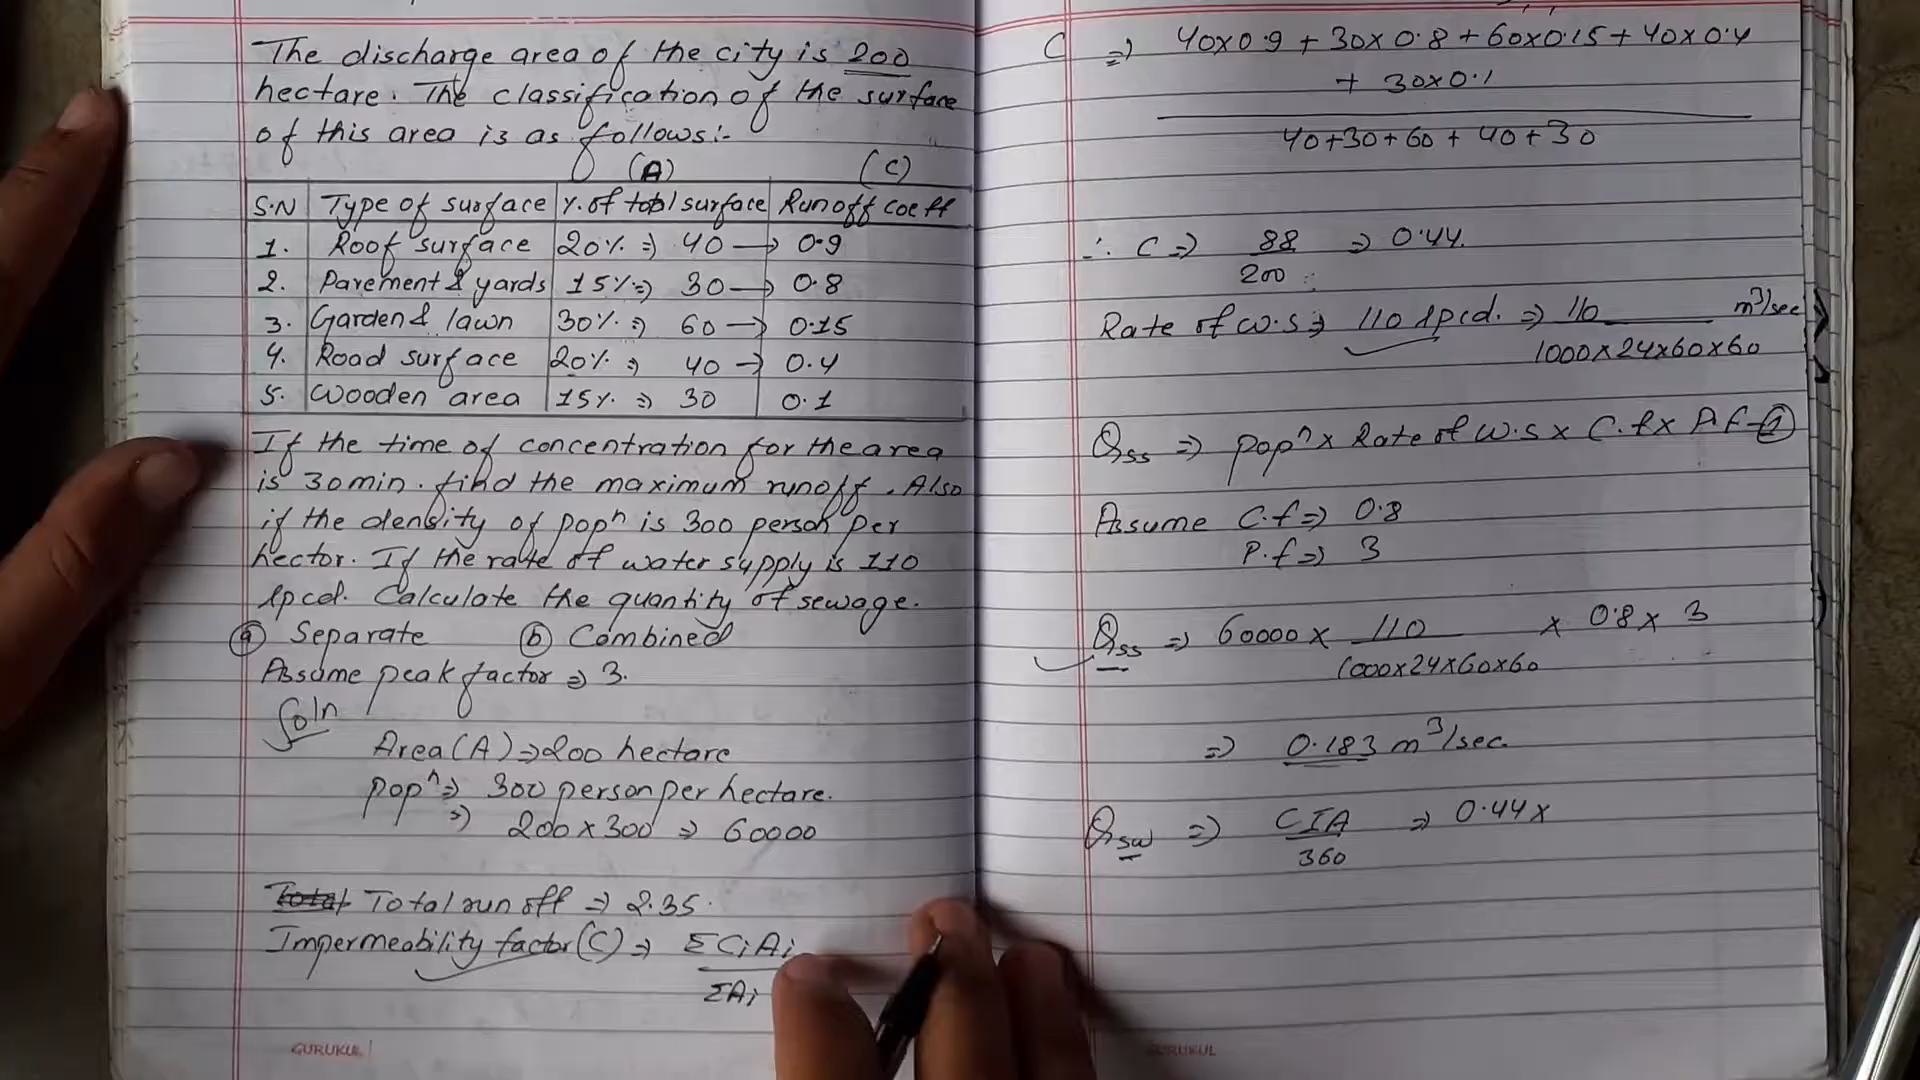 The discharge area of the city is 200
hectare. The classification of the surface
of this area is as follows:-
(A) (C)
S.N Type of surface %. of total surface Runoff coeff
1. Roof surface 20% ⇒ 40 → 0.9
2. Pavement & yards 15% ⇒ 30 → 0.8
3. Garden & lawn 30% ⇒ 60 → 0.15
4. Road surface 20% ⇒ 40 → 0.4
5. Wooden area 15% ⇒ 30 0.1
If the time of concentration for the area
is 30min. find the maximum runoff. Also
if the density of popⁿ is 300 person per
hector. If the rate of water supply is 110
lpcd. Calculate the quantity of sewage.
(a) Separate (b) Combined
Assume peak factor ⇒ 3.
Soln
Area(A) ⇒ 200 hectare
popⁿ ⇒ 300 person per hectare.
⇒ 200 x 300 ⇒ 60000
Total run off ⇒ 2.35.
Impermeability factor(C) ⇒ ΣCiAi
ΣAi
GURUKUL
C ⇒ 40x0.9 + 30x0.8 + 60x0.15 + 40x0.4
+ 30x0.1
40+30+60+40+30
∴ C ⇒ 88 ⇒ 0.44.
200
Rate of W.S ⇒ 110 lpcd. ⇒ 110 m³/sec
1000x24x60x60
Qss ⇒ popⁿ x Rate of W.S x C.f x P.f
Assume C.f ⇒ 0.8
P.f ⇒ 3
Qss ⇒ 60000 x 110 x 0.8 x 3
1000x24x60x60
⇒ 0.183 m³/sec.
Qsw ⇒ CIA ⇒ 0.44x
360
GURUKUL